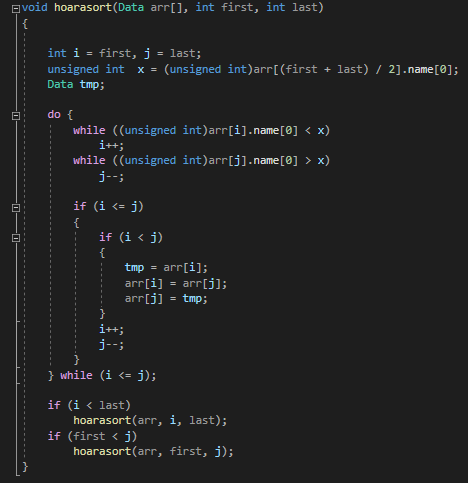 void hoarasort(Data arr[], int first, int last)
{
int i = first, j = last;
unsigned int  x = (unsigned int)arr[(first + last) / 2].name[0];
Data tmp;
do {
while ((unsigned int)arr[i].name[0] < x)
i++;
while ((unsigned int)arr[j].name[0] > x)
j--;
if (i <= j)
{
if (i < j)
{
tmp = arr[i];
arr[i] = arr[j];
arr[j] = tmp;
}
i++;
j--;
}
} while (i <= j);
if (i < last)
hoarasort(arr, i, last);
if (first < j)
hoarasort(arr, first, j);
}